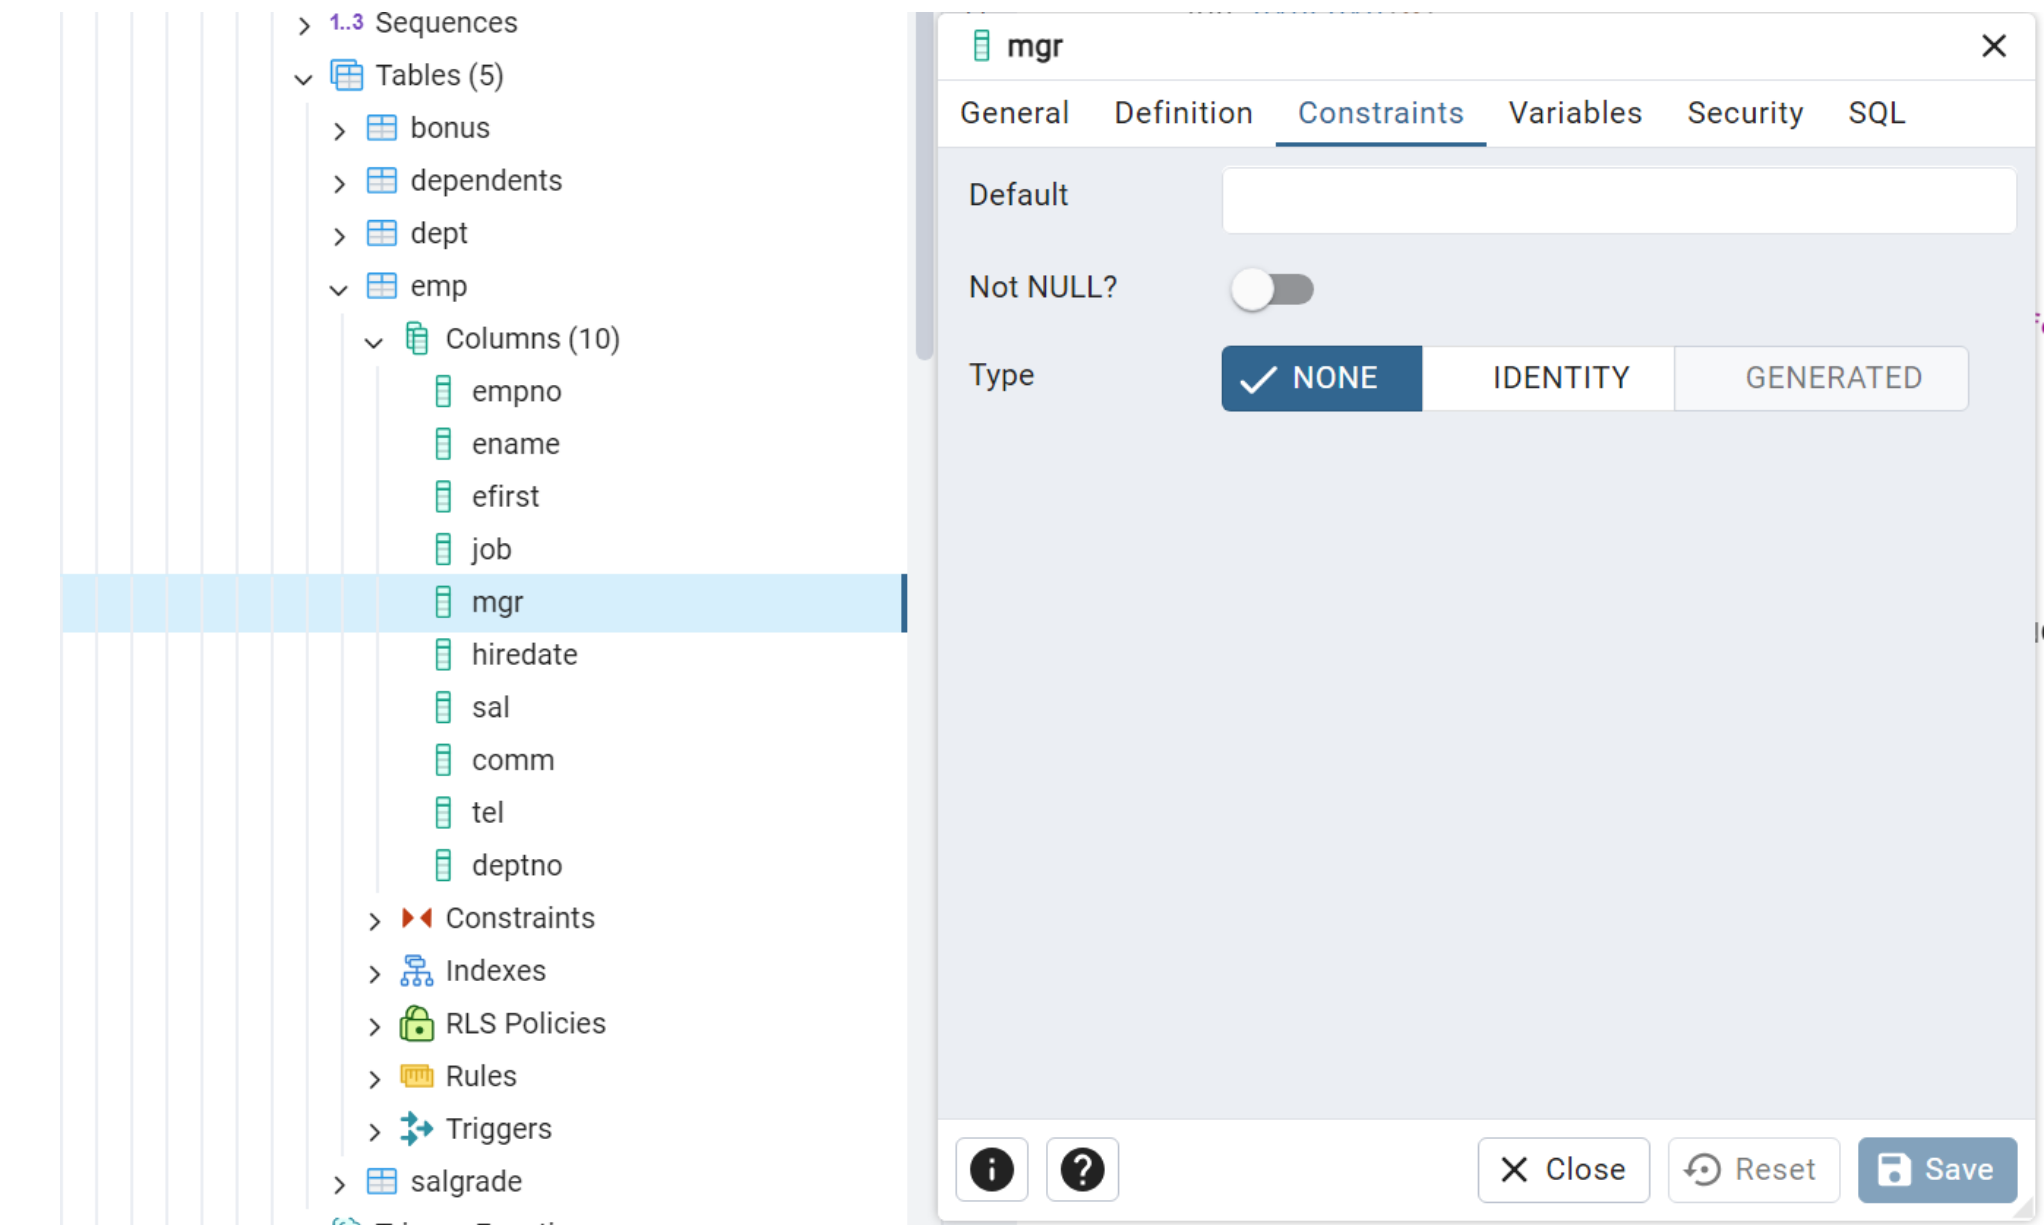 1..3 Sequences
Tables (5)
bonus
dependents
dept
emp
Columns (10)
empno
ename
efirst
job
mgr
hiredate
sal
comm
tel
deptno
Constraints
Indexes
RLS Policies
Rules
Triggers
salgrade
mgr
General Definition Constraints Variables Security SQL
Default
Not NULL?
Type NONE IDENTITY GENERATED
Close Reset Save